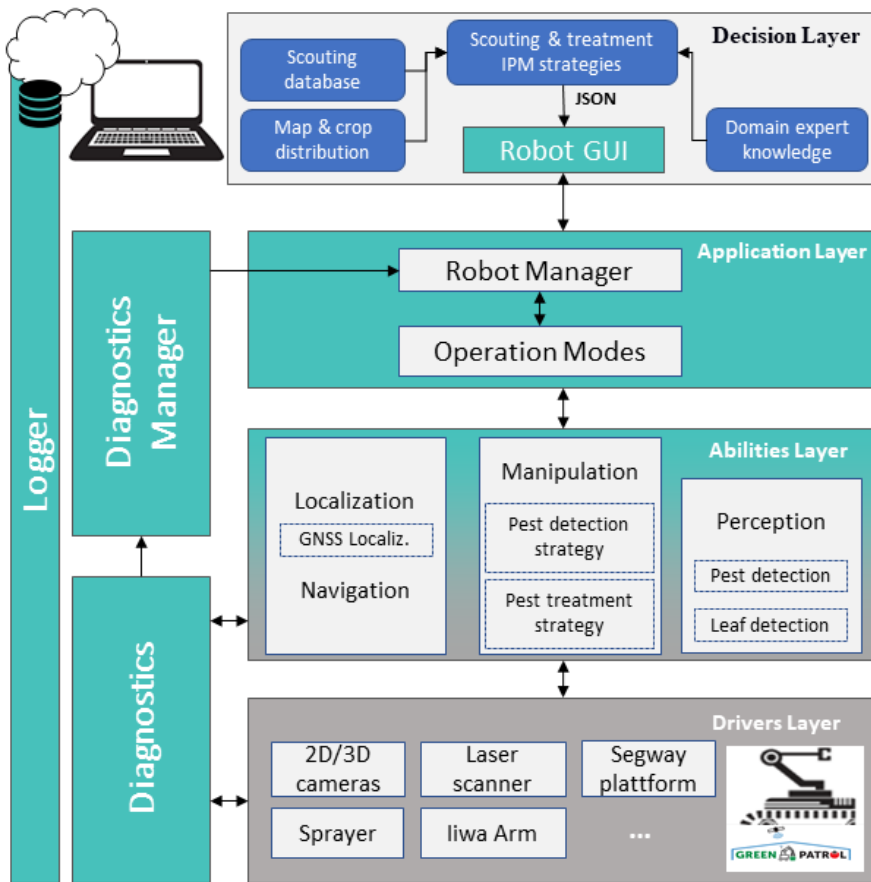 Decision Layer
Scouting
database
Scouting & treatment
IPM strategies
JSON
Map & crop
distribution
Domain expert
knowledge
Robot GUI
Application Layer
Robot Manager
Operation Modes
Logger
Diagnostics
Manager
Diagnostics
Abilities Layer
Localization
GNSS Localiz.
Navigation
Manipulation
Pest detection
strategy
Pest treatment
strategy
Perception
Pest detection
Leaf detection
Drivers Layer
2D/3D
cameras
Laser
scanner
Segway
plattform
Sprayer
Iiwa Arm
...
GREEN PATROL